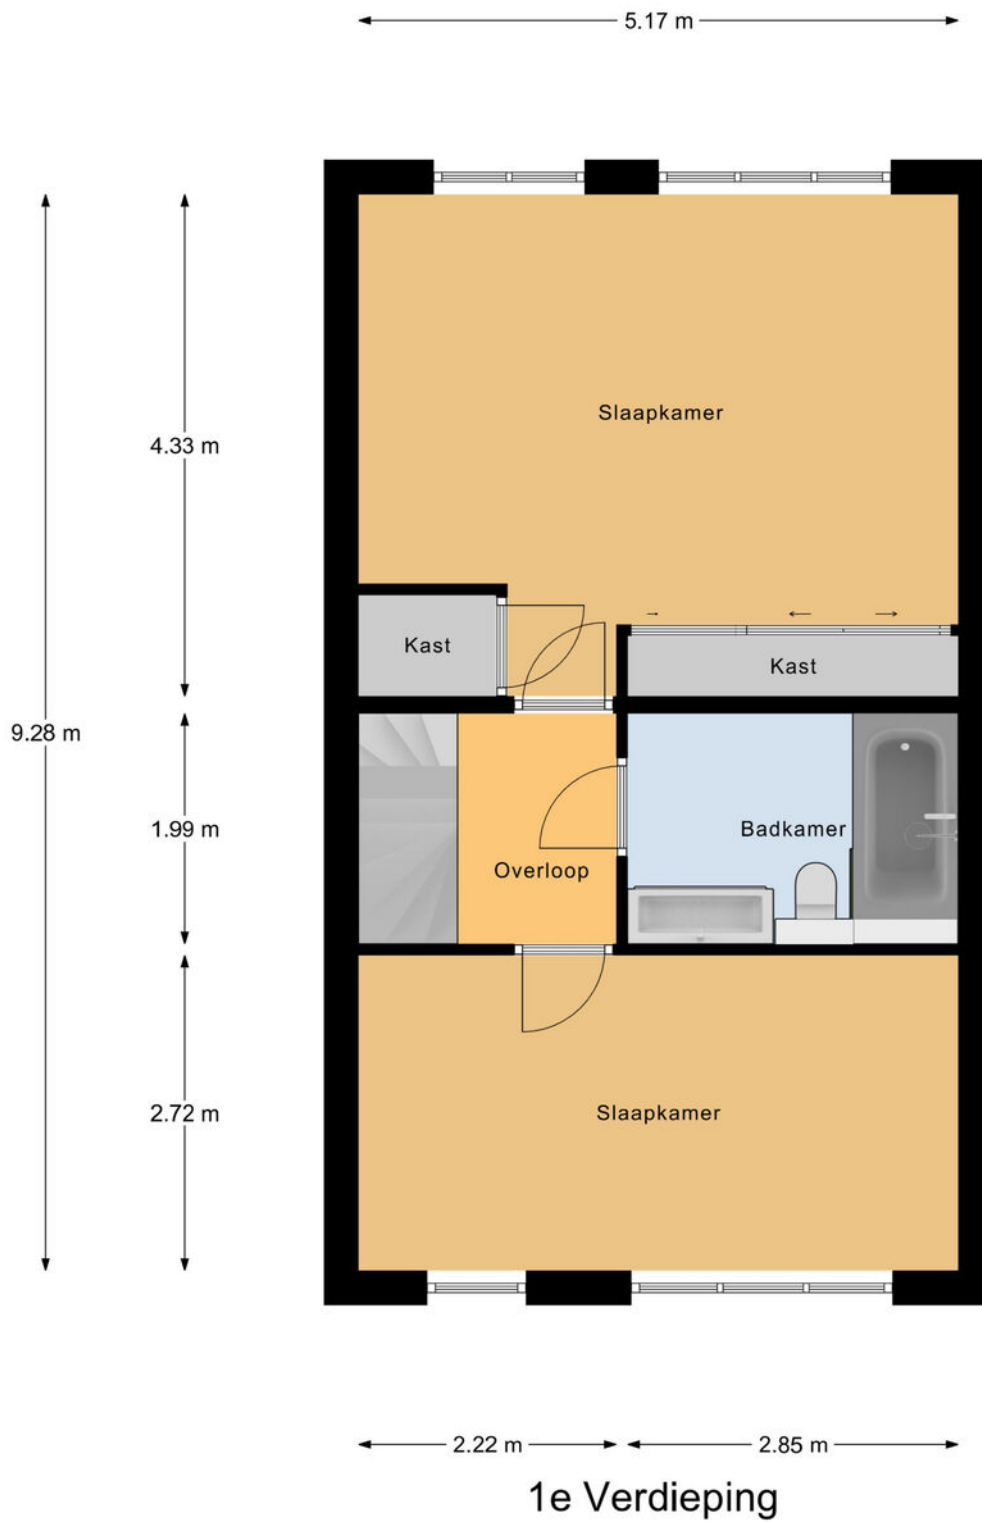 5.17 m
Slaapkamer
4.33 m
Kast
Kast
9.28 m
1.99 m
Badkamer
Overloop
2.72 m
Slaapkamer
2.22 m
2.85 m
1e Verdieping